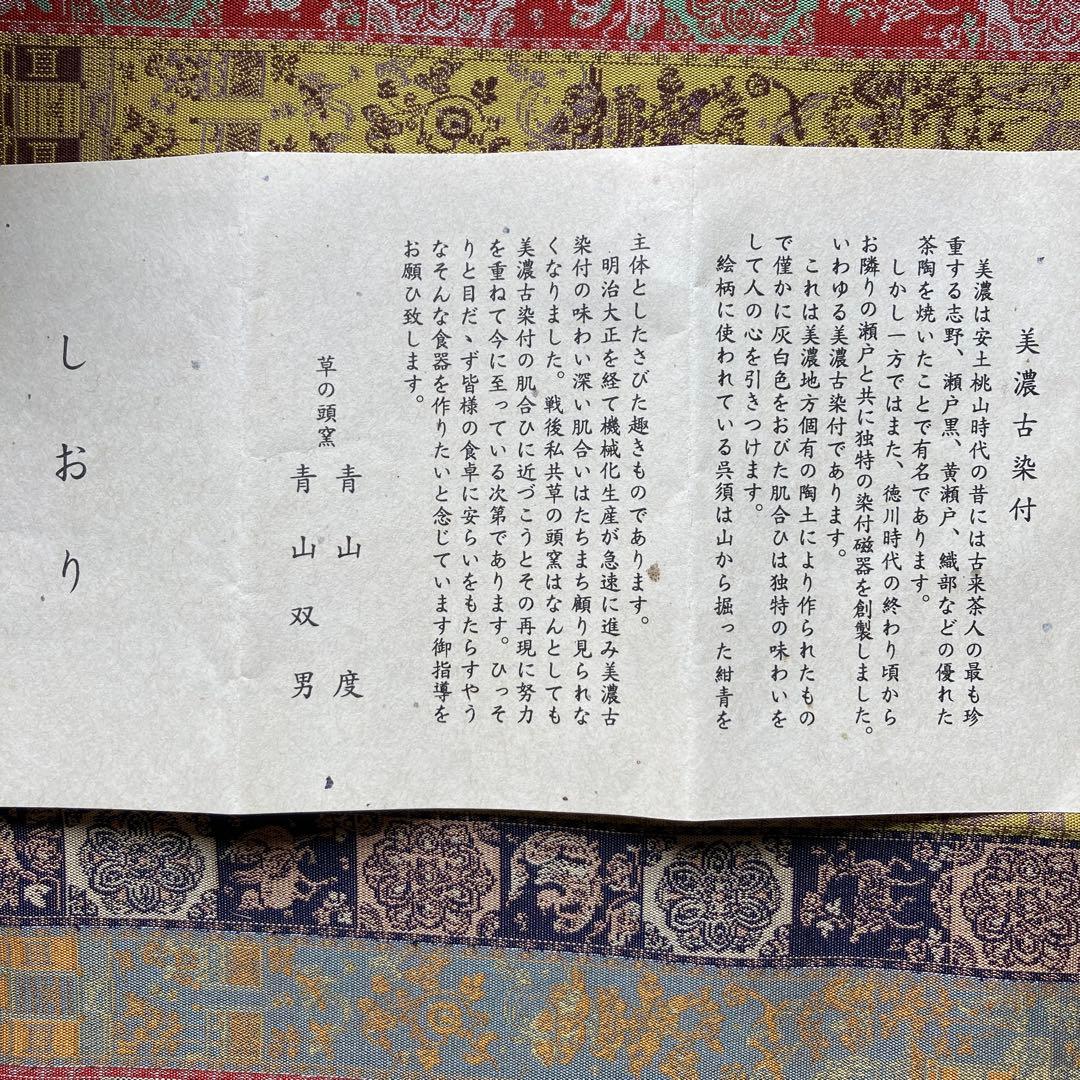 美濃古染付
美濃は安土桃山時代の昔には古来茶人の最も珍
重する志野、瀬戸黒、黄瀬戸、織部などの優れた
茶陶を焼いたことで有名であります。
しかし一方ではまた、徳川時代の終わり頃から
お隣りの瀬戸と共に独特の染付磁器を創製しました。
いわゆる美濃古染付であります。
これは美濃地方個有の陶土により作られたもの
で僅かに灰白色をおびた肌合ひは独特の味わいを
して人の心を引きつけます。
絵柄に使われている呉須は山から掘った紺青を
主体としたさびた趣きものであります。
明治大正を経て機械化生産が急速に進み美濃古
染付の味わい深い肌合いはたちまち顧り見られな
くなりました。戦後私共草の頭窯はなんとしても
美濃古染付の肌合ひに近づこうとその再現に努力
を重ねて今に至っている次第であります。ひっそ
りと目だゝず皆様の食卓に安らいをもたらすやう
なそんな食器を作りたいと念じています御指導を
お願ひ致します。
草の頭窯
青山 度
青山双男
しおり